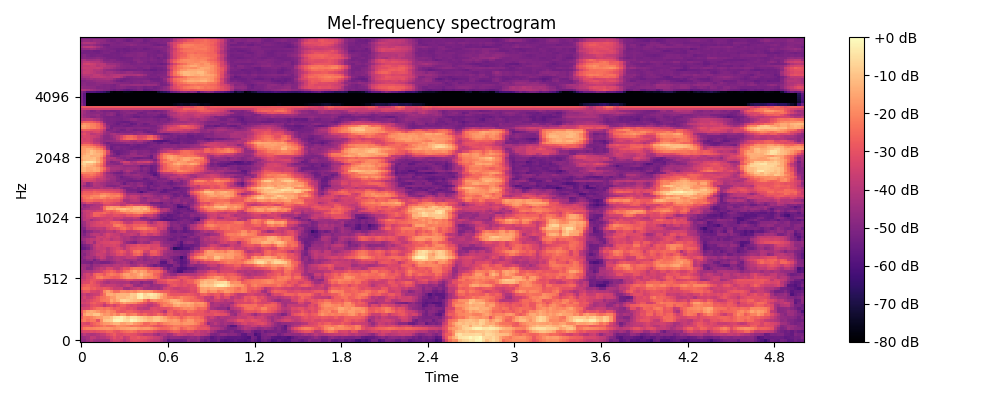 Mel-frequency spectrogram
+0 dB
-10 dB
-20 dB
-30 dB
-40 dB
-50 dB
-60 dB
-70 dB
-80 dB
Hz
4096
2048
1024
512
0
0 0.6 1.2 1.8 2.4 3 3.6 4.2 4.8
Time